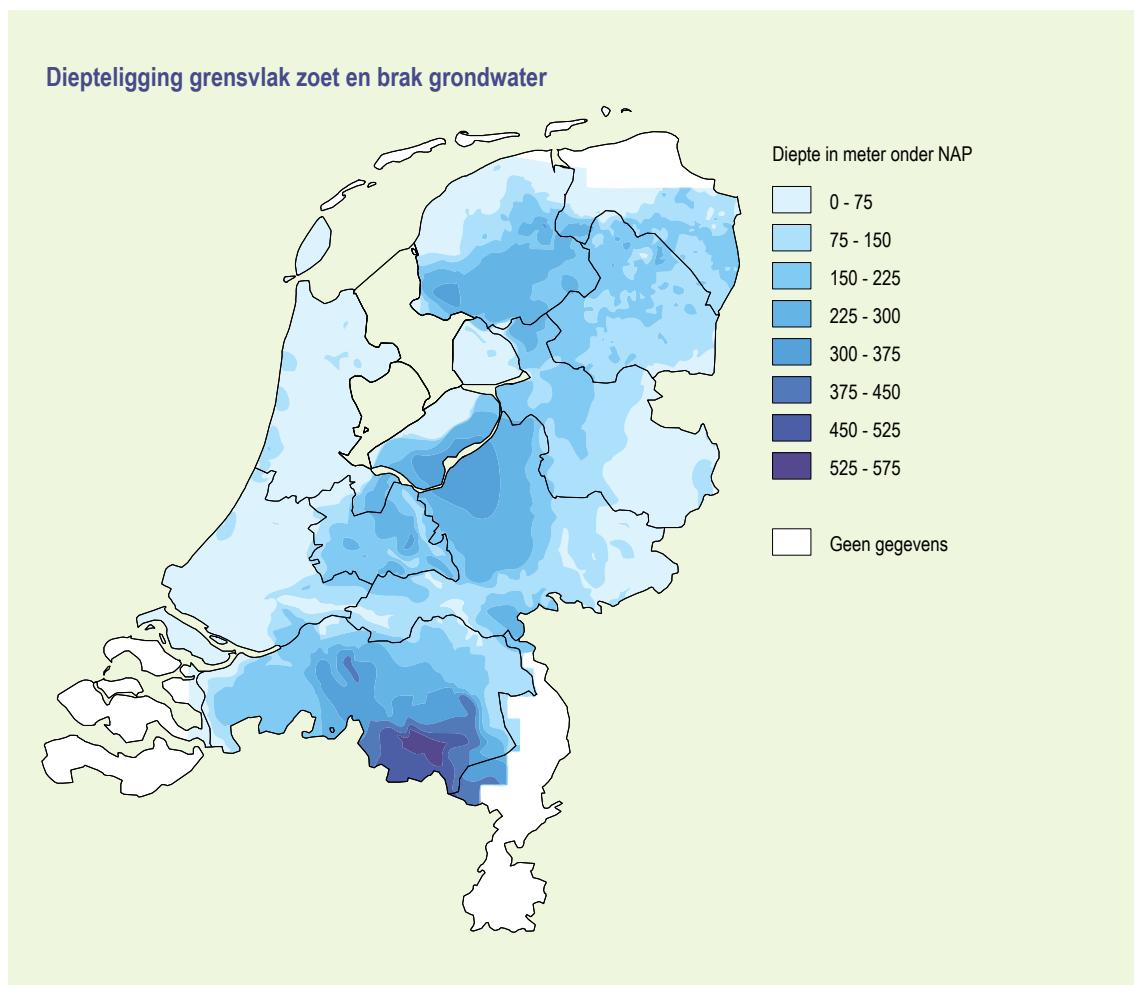 Diepteligging grensvlak zoet en brak grondwater
Diepte in meter onder NAP
0 - 75
75 - 150
150 - 225
225 - 300
300 - 375
375 - 450
450 - 525
525 - 575
Geen gegevens